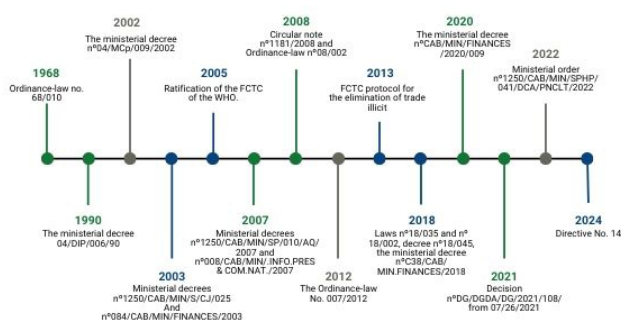 1968
Ordinance-law no.
68/010
2002
The ministerial decree
nº04/MCp/009/2002
2005
Ratification of the FCTC
of the WHO.
2008
Circular note
nº1181/2008 and
Ordinance-law nº08/002
2013
FCTC protocol for
the elimination of trade
illicit
2020
The ministerial decree
nºCAB/MIN/FINANCES
/2020/009
2022
Ministerial order
nº1250/CAB/MIN/SPHP/
041/DCA/PNCLT/2022
1990
The ministerial decree
04/DIP/006/90
2003
Ministerial decrees
nº1250/CAB/MIN/S/CJ/025
And
nº084/CAB/MIN/FINANCES/2003
2007
Ministerial decrees
nº1250/CAB/MIN/SP/010/AQ/
2007 and
nº008/CAB/MIN/.INFO.PRES
& COM.NAT./2007
2012
The Ordinance-law
No. 007/2012
2018
Laws nº18/035 and nº
18/002, decree nº18/045,
the ministerial decree
nºC38/CAB/
MIN.FINANCES/2018
2021
Decision
nºDG/DGDA/DG/2021/108/
from 07/26/2021
2024
Directive No. 14